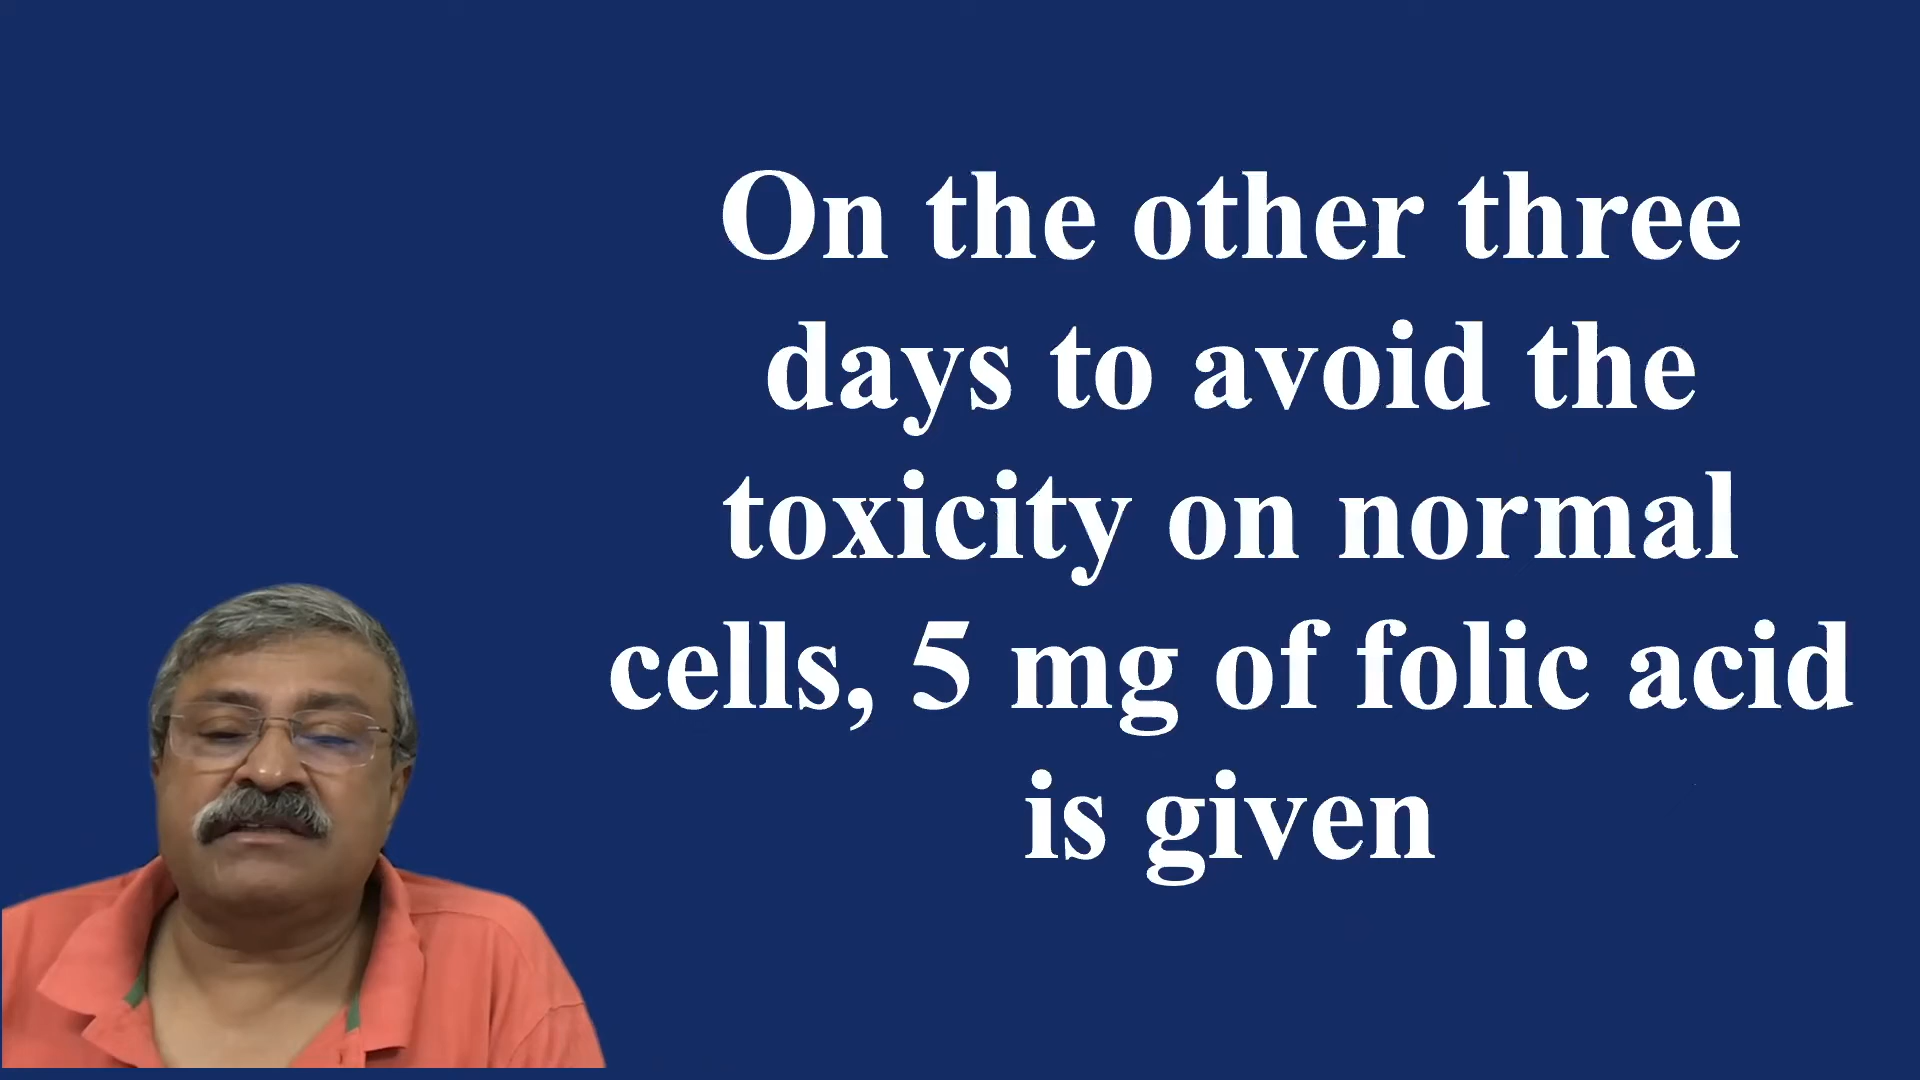 On the other three
days to avoid the
toxicity on normal
cells, 5 mg of folic acid
is given